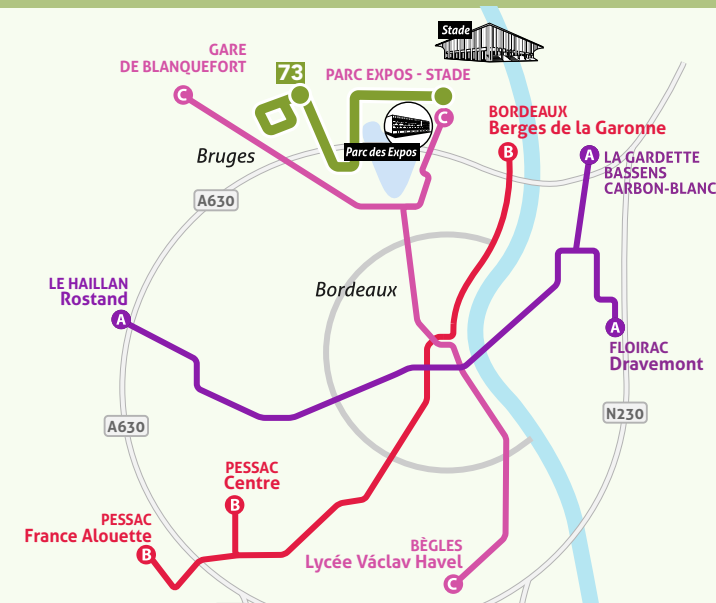 Stade
GARE
DE BLANQUEFORT
C
73
PARC EXPOS - STADE
C
Parc des Expos
BORDEAUX
Berges de la Garonne
B
A
LA GARDETTE
BASSENS
CARBON-BLANC
Bruges
A630
LE HAILLAN
Rostand
A
Bordeaux
A
FLOIRAC
Dravemont
A630
N230
PESSAC
Centre
B
PESSAC
France Alouette
B
BÈGLES
Lycée Václav Havel
C